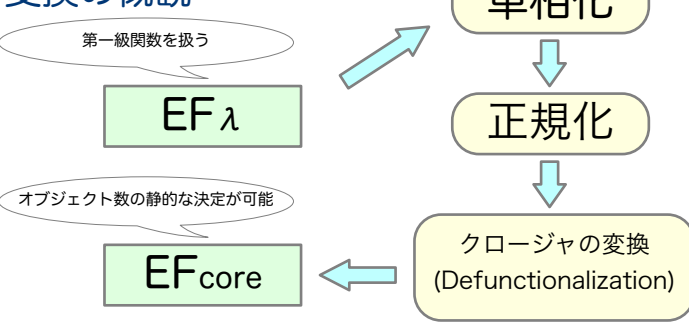 変換の概観
単相化
第一級関数を扱う
EFλ
正規化
オブジェクト数の静的な決定が可能
EFcore
クロージャの変換
(Defunctionalization)